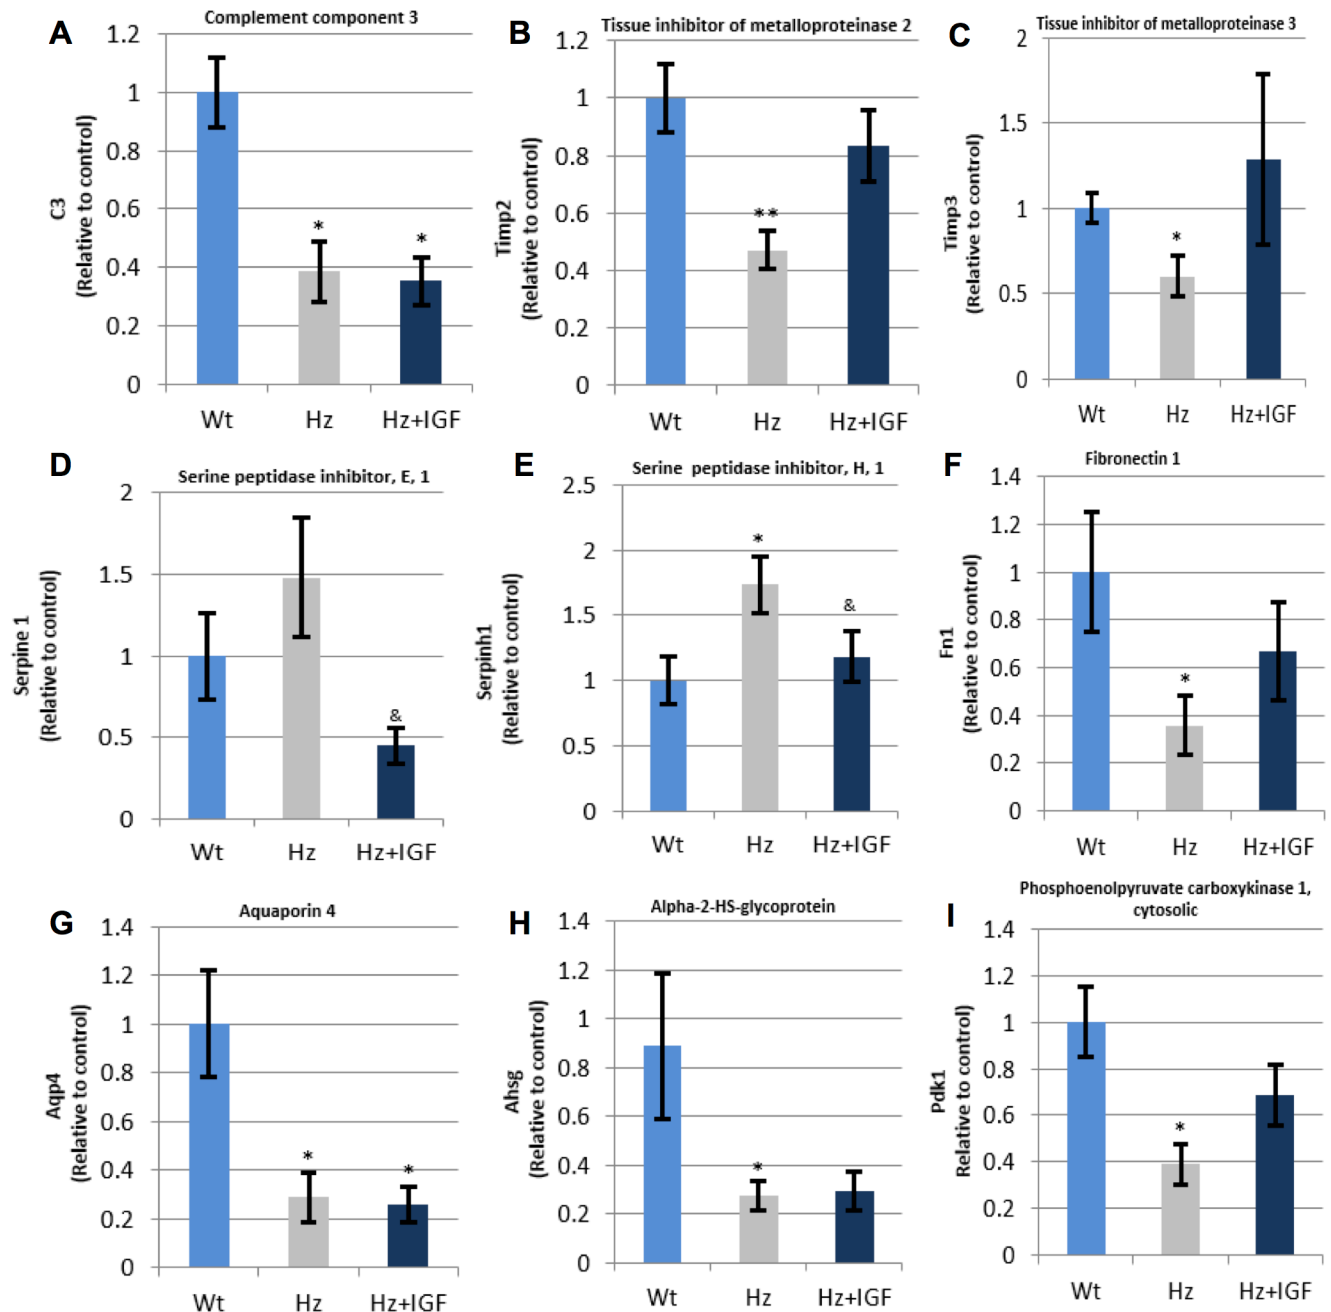 A
Complement component 3
C3
(Relative to control)
1.2
1
0.8
0.6
0.4
0.2
0
*
*
Wt Hz Hz+IGF
B
Tissue inhibitor of metalloproteinase 2
Timp2
(Relative to control)
1.2
1
0.8
0.6
0.4
0.2
0
**
Wt Hz Hz+IGF
C
Tissue inhibitor of metalloproteinase 3
Timp3
(Relative to control)
2
1.5
1
0.5
0
*
Wt Hz Hz+IGF
D
Serine peptidase inhibitor, E, 1
Serpine 1
(Relative to control)
2
1.5
1
0.5
0
&
Wt Hz Hz+IGF
E
Serine peptidase inhibitor, H, 1
Serpinh1
(Relative to control)
2.5
2
1.5
1
0.5
0
*
&
Wt Hz Hz+IGF
F
Fibronectin 1
Fn1
(Relative to control)
1.4
1.2
1
0.8
0.6
0.4
0.2
0
*
Wt Hz Hz+IGF
G
Aquaporin 4
Aqp4
(Relative to control)
1.4
1.2
1
0.8
0.6
0.4
0.2
0
*
*
Wt Hz Hz+IGF
H
Alpha-2-HS-glycoprotein
Ahsg
(Relative to control)
1.4
1.2
1
0.8
0.6
0.4
0.2
0
*
Wt Hz Hz+IGF
I
Phosphoenolpyruvate carboxykinase 1,
cytosolic
Pdk1
Relative to control)
1.4
1.2
1
0.8
0.6
0.4
0.2
0
*
Wt Hz Hz+IGF